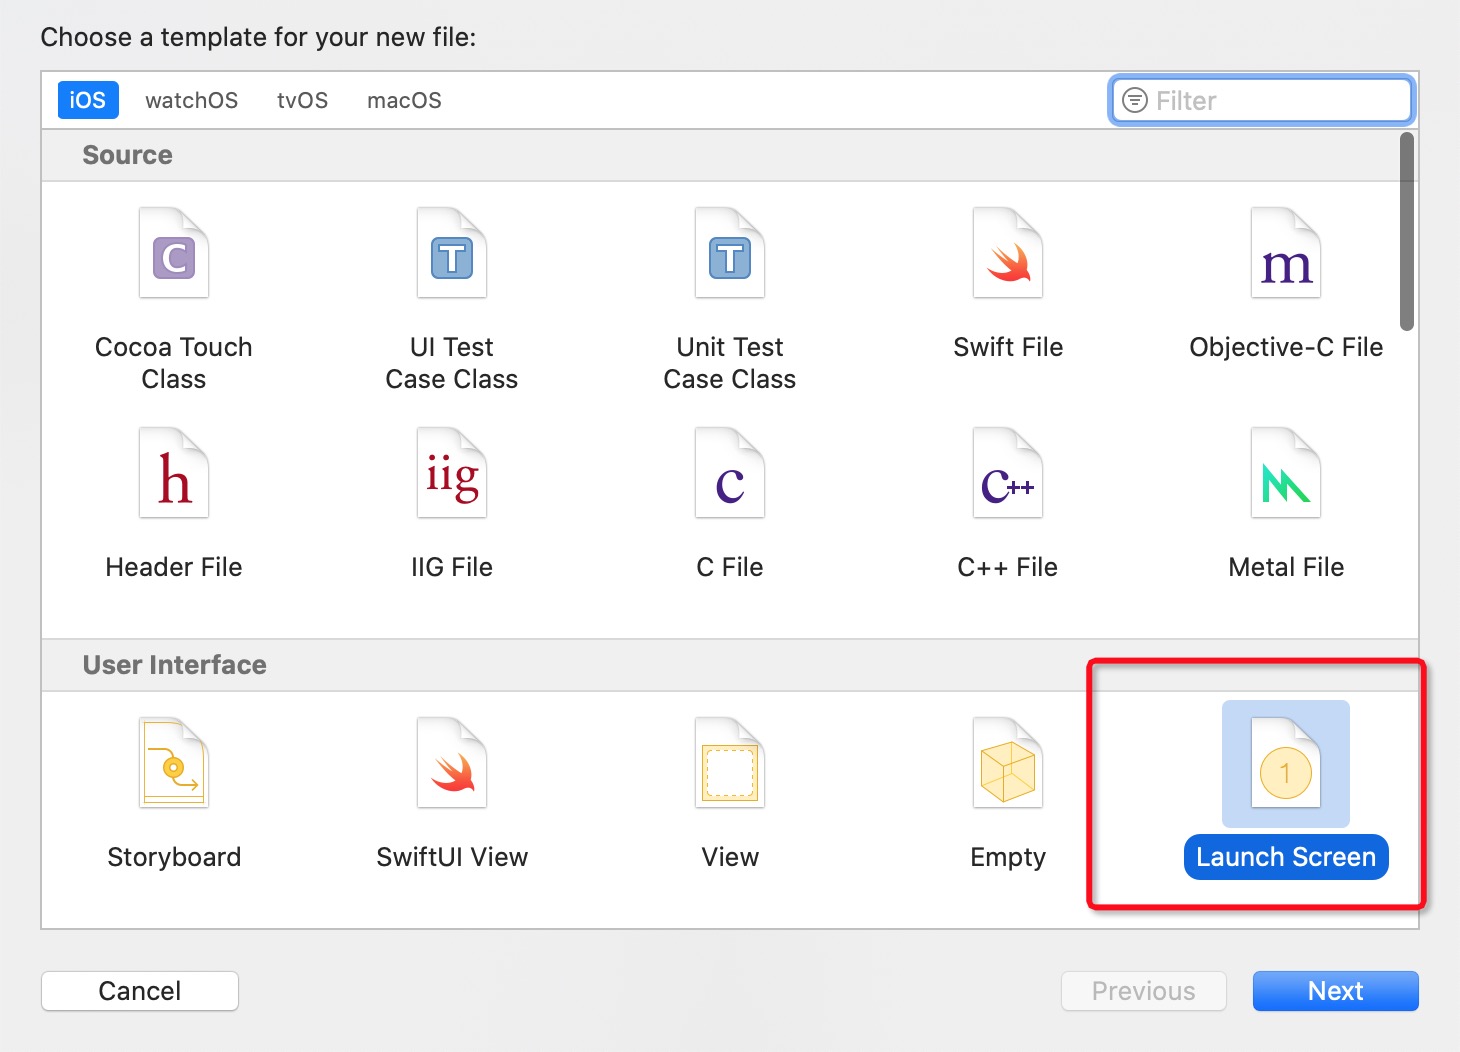 Choose a template for your new file:
iOS watchOS tvOS macOS Filter
Source
C T T m
Cocoa Touch Class
UI Test Case Class
Unit Test Case Class
Swift File
Objective-C File
h iig c C++
Header File IIG File C File C++ File Metal File
User Interface
1
Storyboard SwiftUI View View Empty Launch Screen
Cancel Previous Next